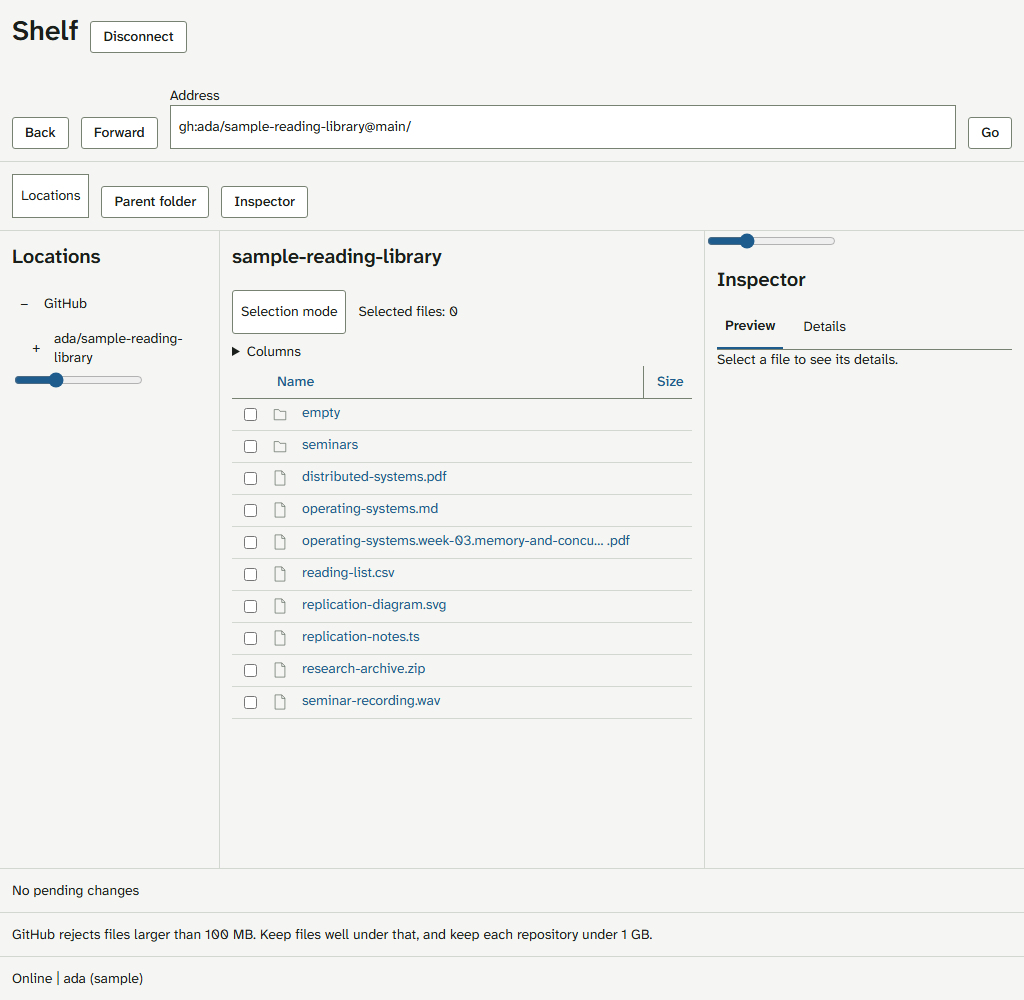 Shelf
Disconnect
Address
Back
Forward
gh:ada/sample-reading-library@main/
Go
Locations
Parent folder
Inspector
Locations
− GitHub
+ ada/sample-reading-
library
sample-reading-library
Selection mode
Selected files: 0
Columns
Name
Size
empty
seminars
distributed-systems.pdf
operating-systems.md
operating-systems.week-03.memory-and-concu... .pdf
reading-list.csv
replication-diagram.svg
replication-notes.ts
research-archive.zip
seminar-recording.wav
Inspector
Preview
Details
Select a file to see its details.
No pending changes
GitHub rejects files larger than 100 MB. Keep files well under that, and keep each repository under 1 GB.
Online | ada (sample)